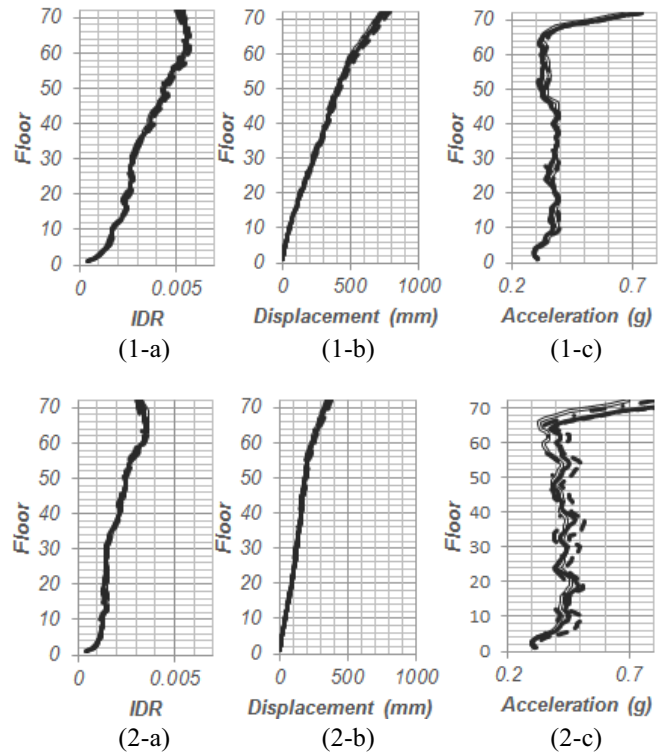 70
60
50
40
30
20
10
0
Floor
0 0.005
IDR
(1-a)
70
60
50
40
30
20
10
0
Floor
0 500 1000
Displacement (mm)
(1-b)
70
60
50
40
30
20
10
0
Floor
0.2 0.7
Acceleration (g)
(1-c)
70
60
50
40
30
20
10
0
Floor
0 0.005
IDR
(2-a)
70
60
50
40
30
20
10
0
Floor
0 500 1000
Displacement (mm)
(2-b)
70
60
50
40
30
20
10
0
Floor
0.2 0.7
Acceleration (g)
(2-c)